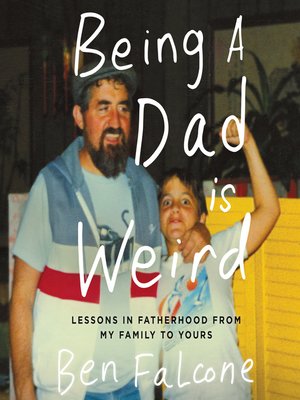 Being A
Dad
is
Weird
LESSONS IN FATHERHOOD FROM
MY FAMILY TO YOURS
Ben Falcone